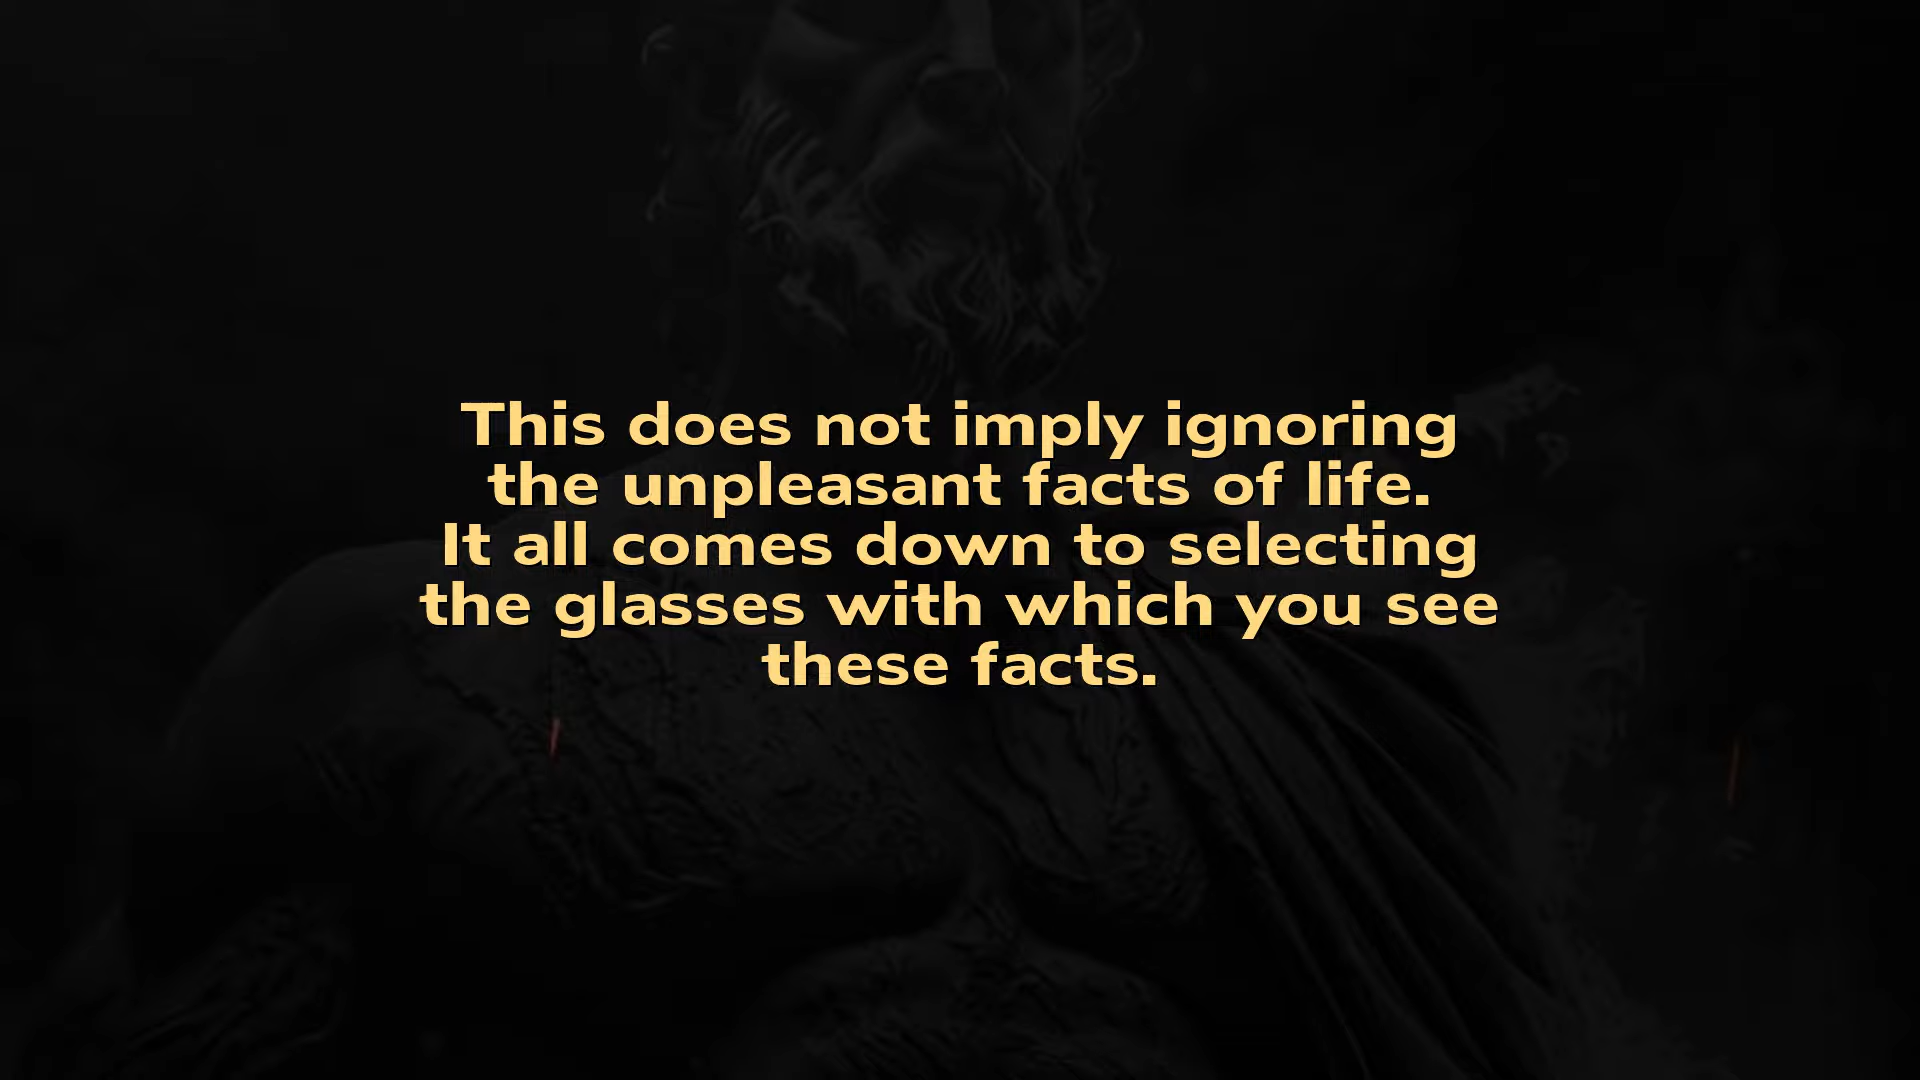 This does not imply ignoring
the unpleasant facts of life.
It all comes down to selecting
the glasses with which you see
these facts.